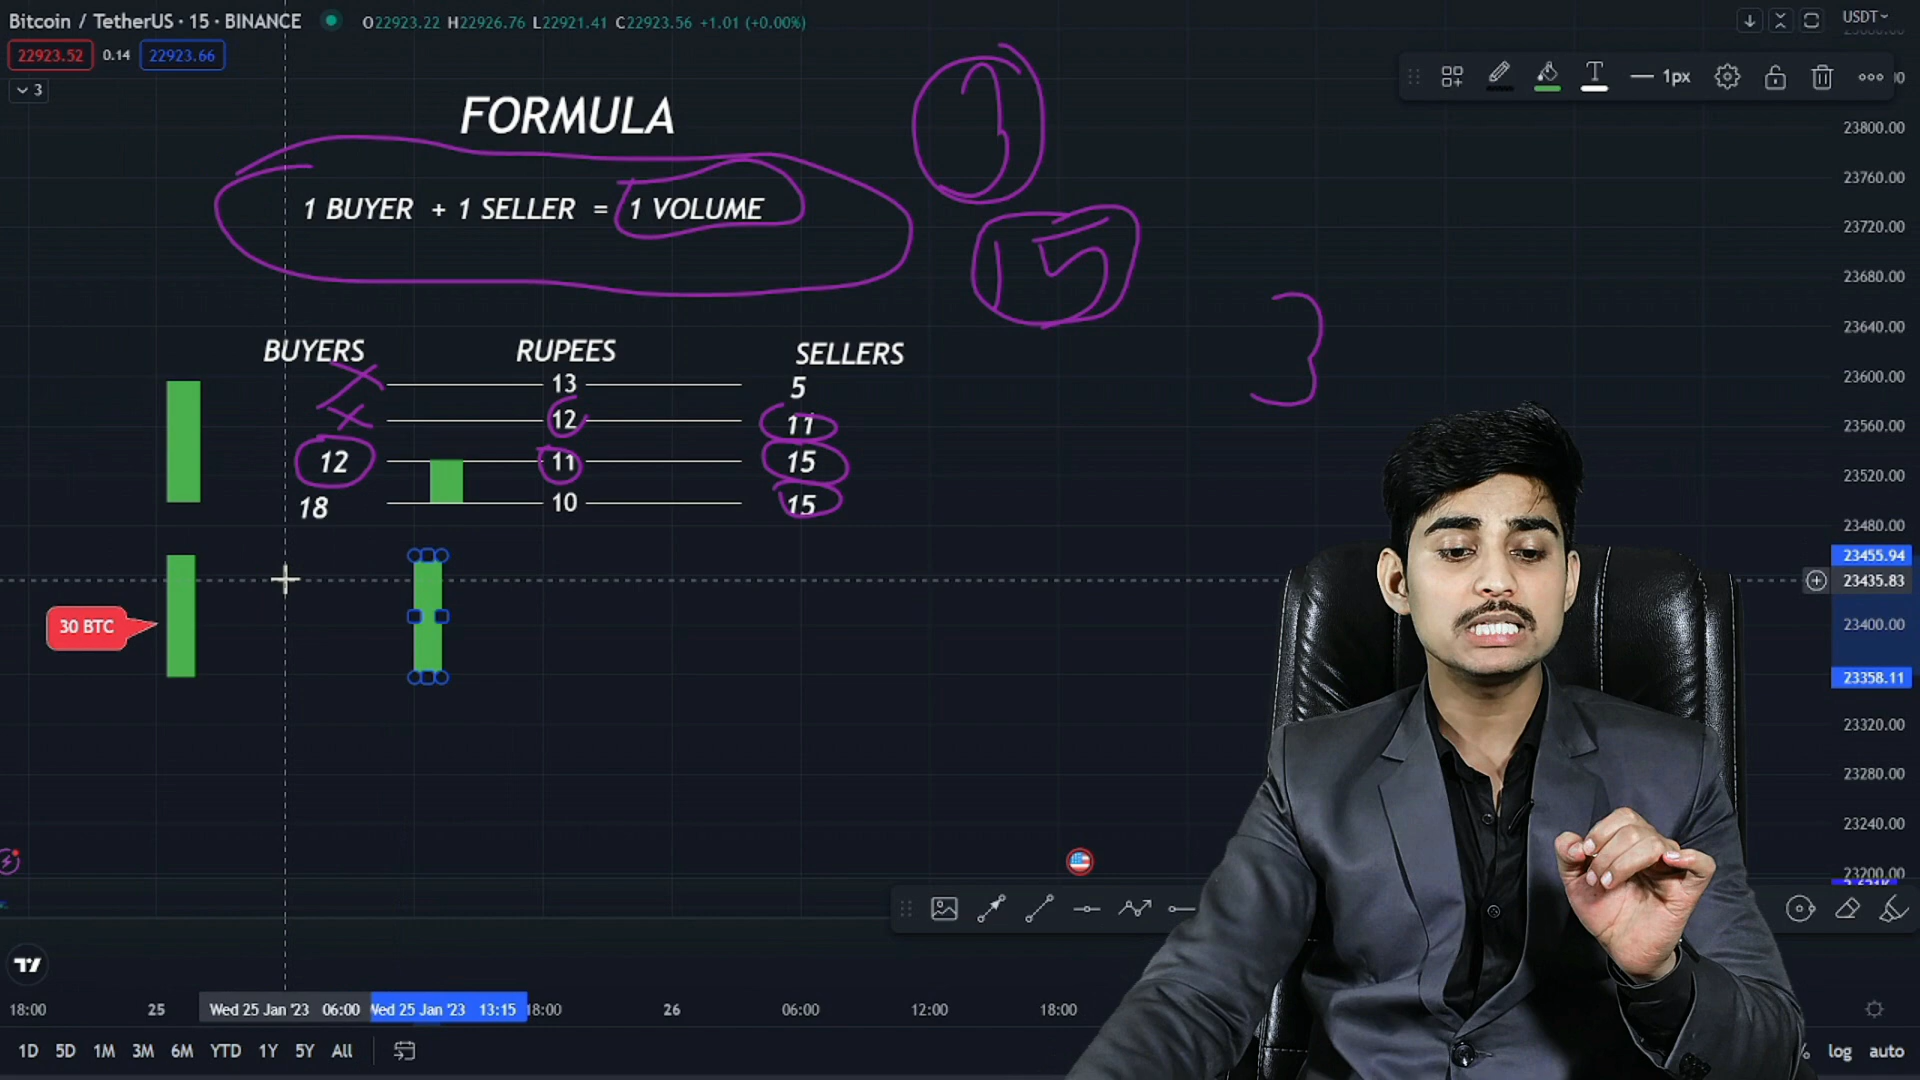 Bitcoin / TetherUS · 15 · BINANCE O22923.22 H22926.76 L22921.41 C22923.56 +1.01 (+0.00%)
USDT
22923.52 0.14 22923.66
3
T 1px
FORMULA
1 BUYER + 1 SELLER = 1 VOLUME
15
3
BUYERS RUPEES SELLERS
13 5
12 11
12 11 15
18 10 15
30 BTC
23800.00
23760.00
23720.00
23680.00
23640.00
23600.00
23560.00
23520.00
23480.00
23455.94
23435.83
23400.00
23358.11
23320.00
23280.00
23240.00
23200.00
18:00 25 Wed 25 Jan '23 06:00 Wed 25 Jan '23 13:15 18:00 26 06:00 12:00 18:00
1D 5D 1M 3M 6M YTD 1Y 5Y All
% log auto